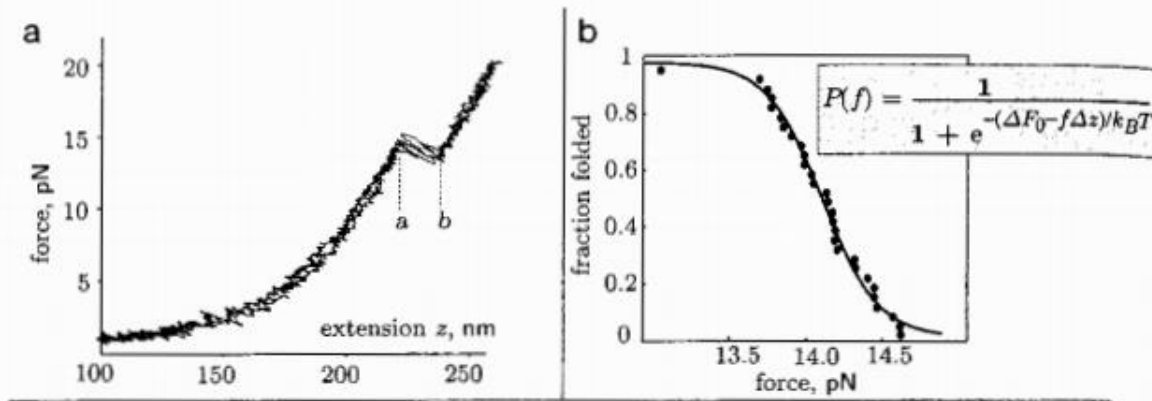 a
force, pN
20
15
10
5
a
b
extension z, nm
100
150
200
250
b
fraction folded
1
0.8
0.6
0.4
0.2
0
P(f) = 1 / 1 + e^-(ΔF₀-fΔz)/k_BT
13.5
14.0
14.5
force, pN